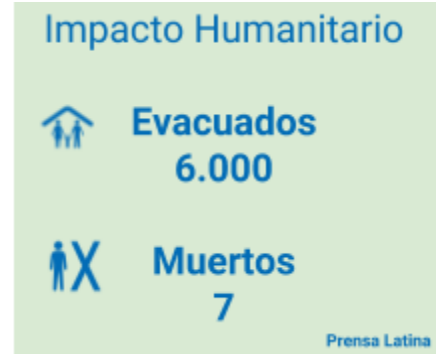 Impacto Humanitario
Evacuados
6.000
Muertos
7
Prensa Latina